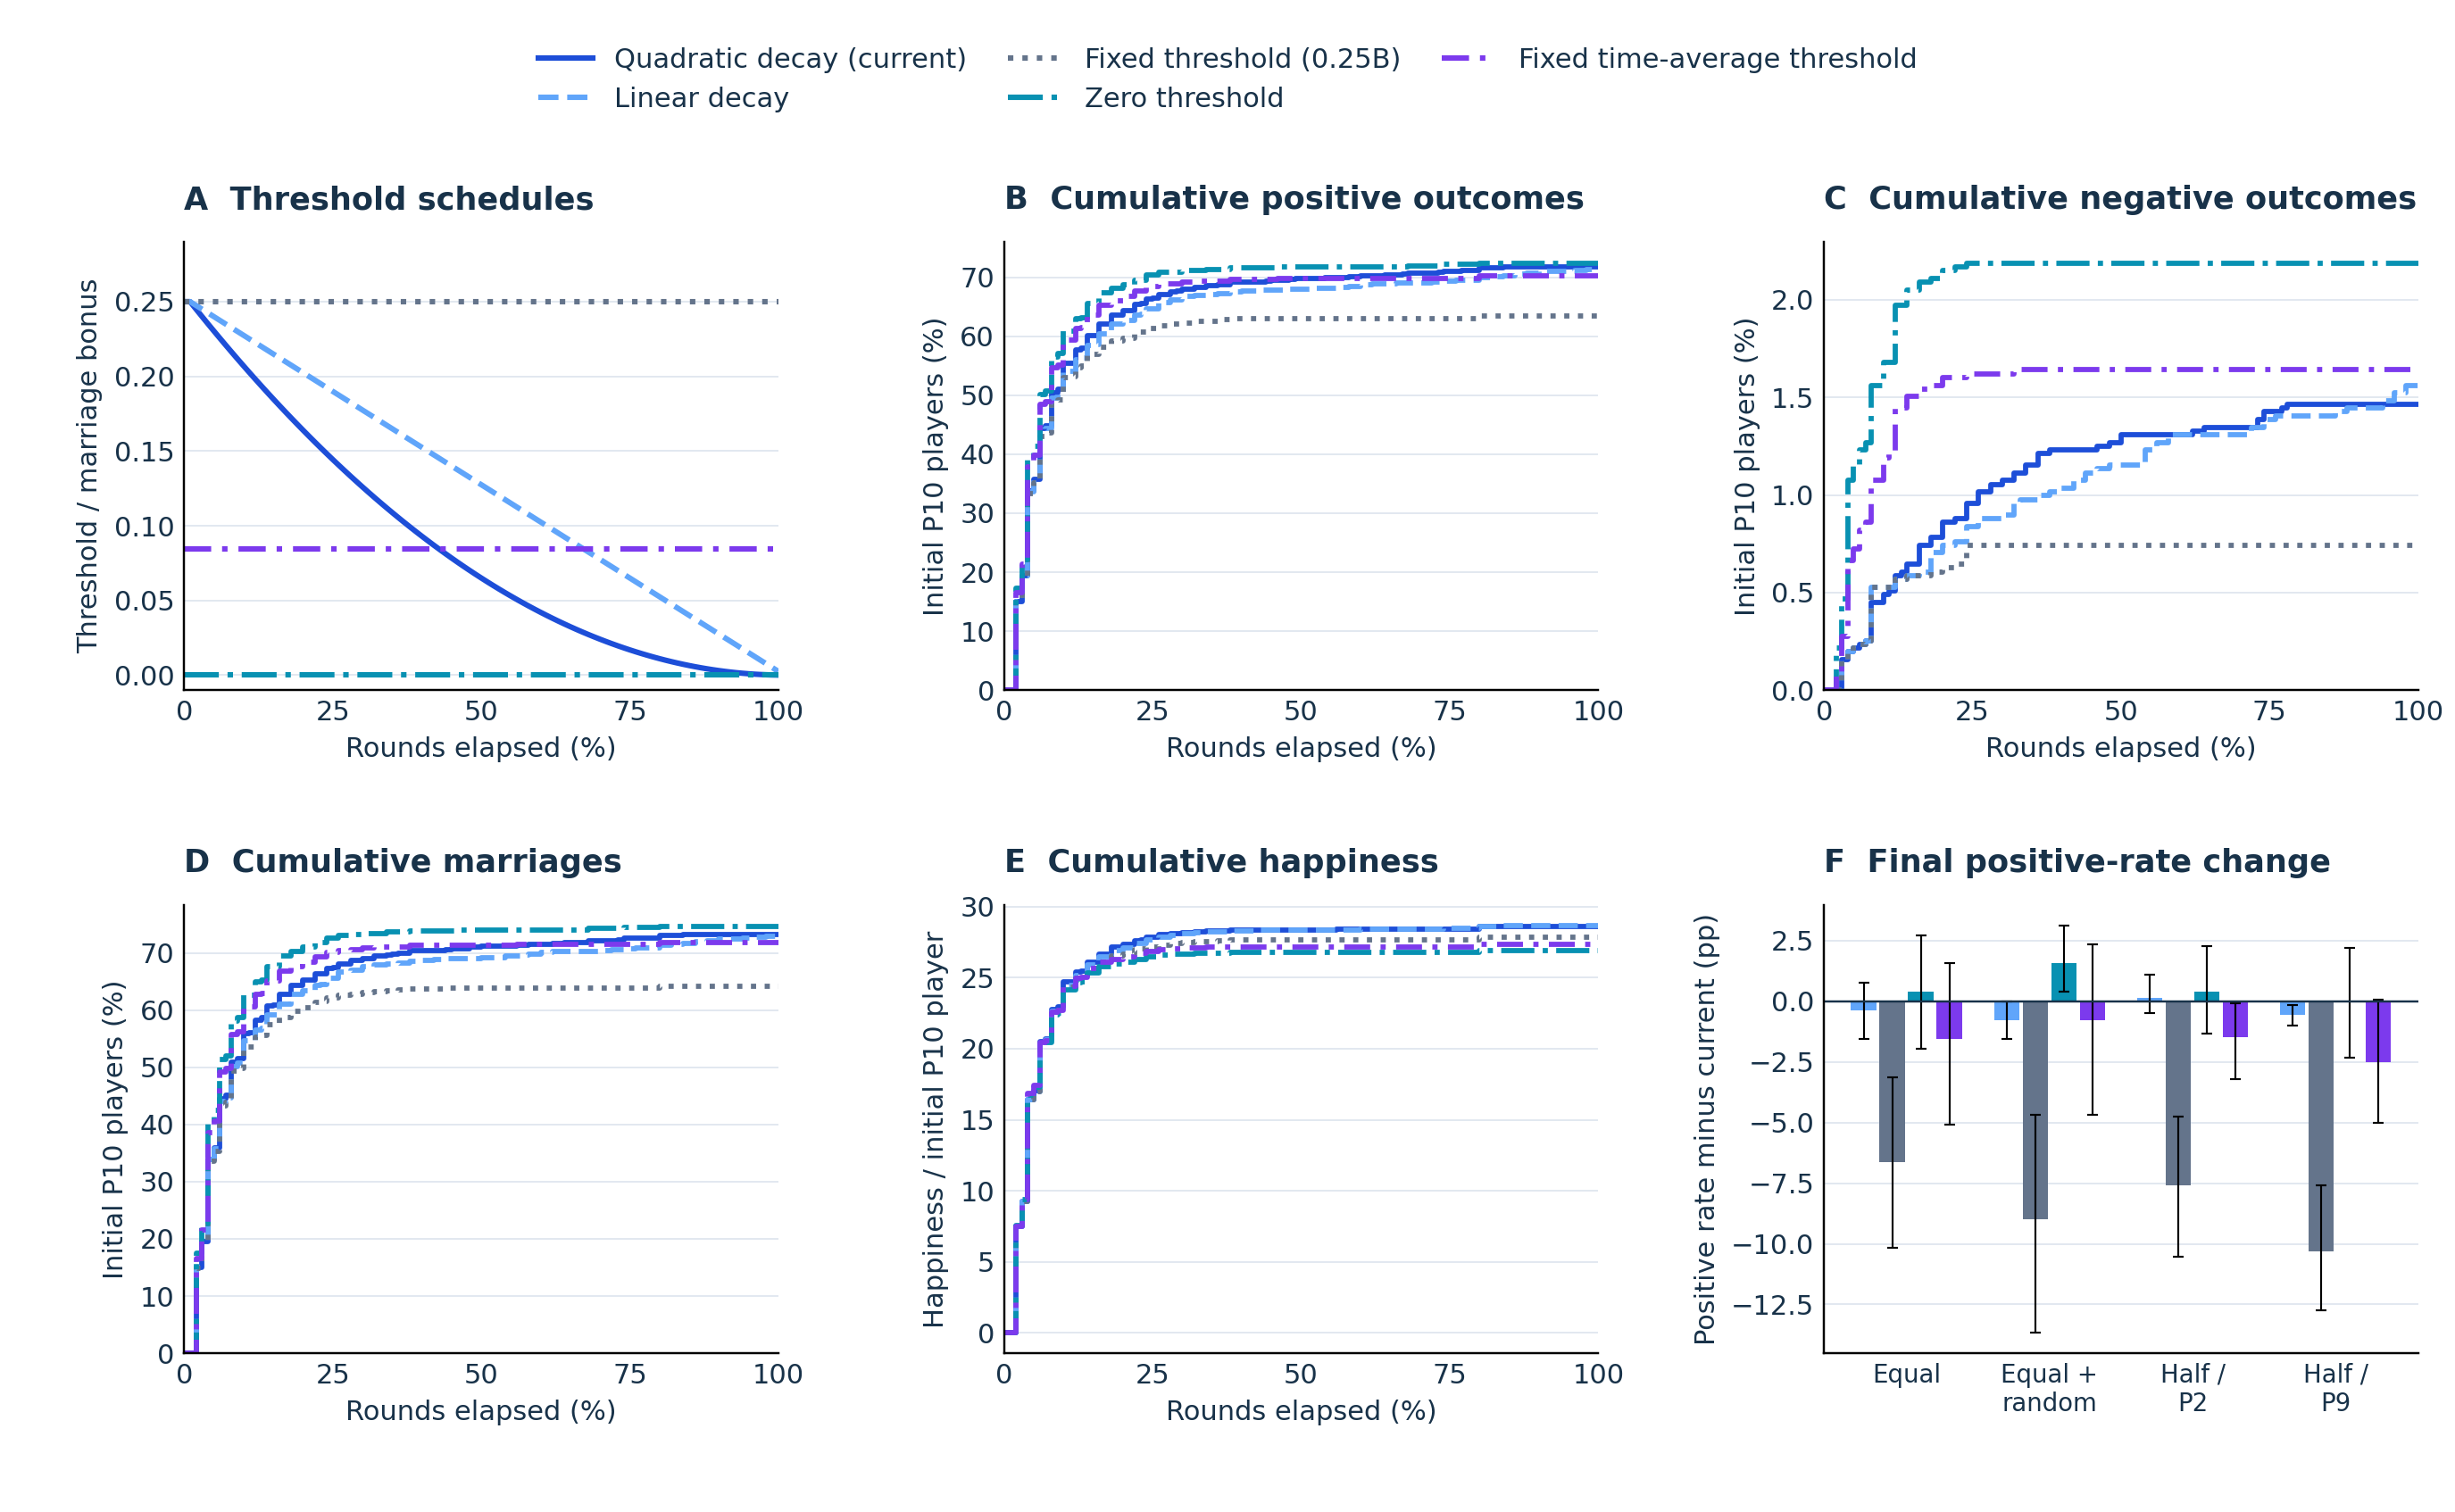 Quadratic decay (current)
Linear decay
Fixed threshold (0.25B)
Zero threshold
Fixed time-average threshold
A Threshold schedules
Threshold / marriage bonus
0.25
0.20
0.15
0.10
0.05
0.00
0
25
50
75
100
Rounds elapsed (%)
B Cumulative positive outcomes
Initial P10 players (%)
70
60
50
40
30
20
10
0
0
25
50
75
100
Rounds elapsed (%)
C Cumulative negative outcomes
Initial P10 players (%)
2.0
1.5
1.0
0.5
0.0
0
25
50
75
100
Rounds elapsed (%)
D Cumulative marriages
Initial P10 players (%)
70
60
50
40
30
20
10
0
0
25
50
75
100
Rounds elapsed (%)
E Cumulative happiness
Happiness / initial P10 player
30
25
20
15
10
5
0
0
25
50
75
100
Rounds elapsed (%)
F Final positive-rate change
Positive rate minus current (pp)
2.5
0.0
−2.5
−5.0
−7.5
−10.0
−12.5
Equal
Equal +
random
Half /
P2
Half /
P9